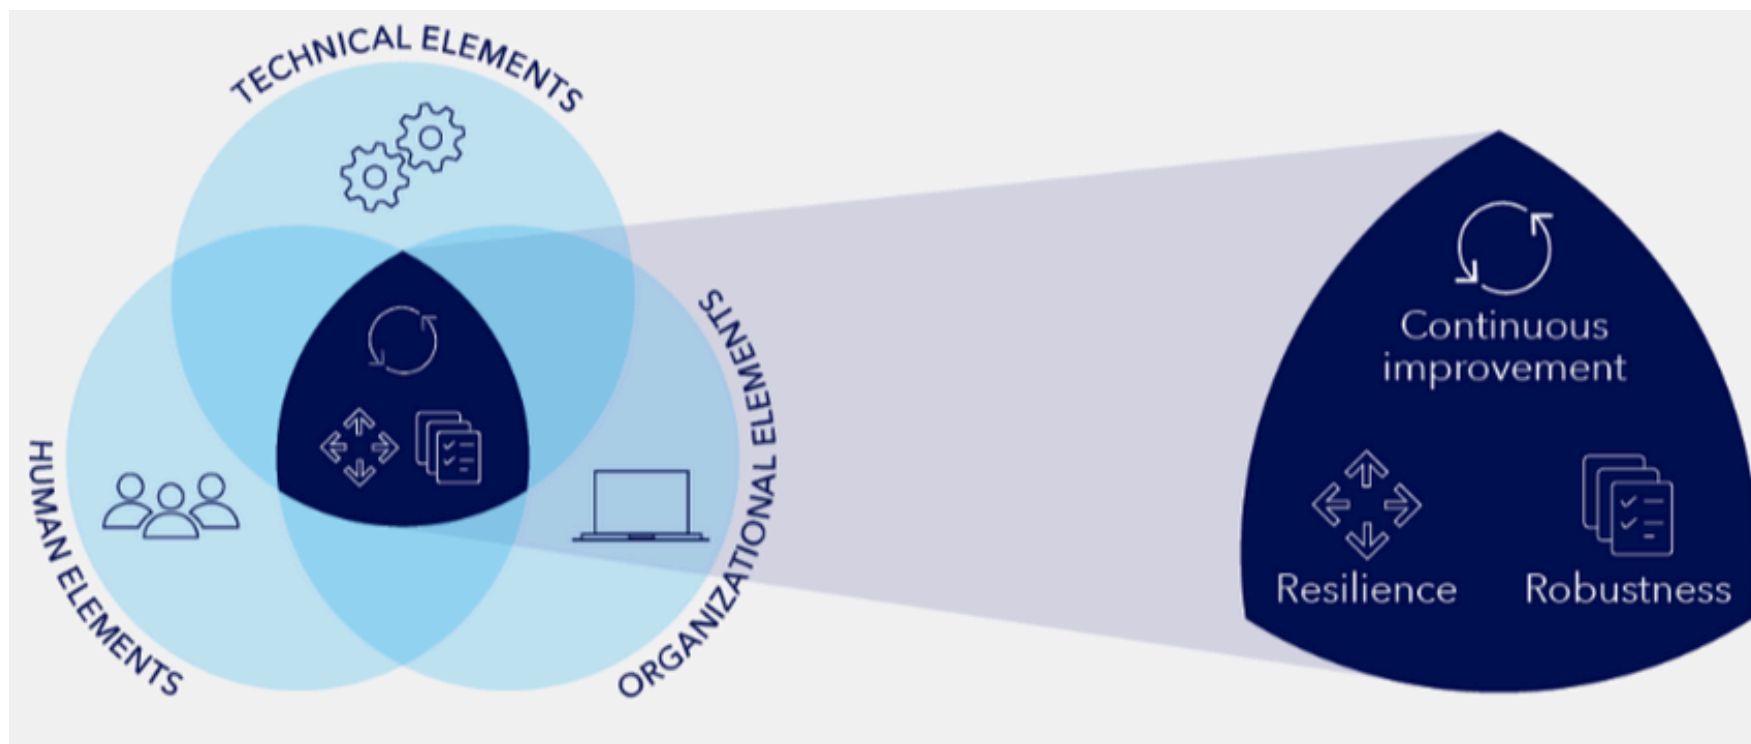 TECHNICAL ELEMENTS
HUMAN ELEMENTS
ORGANIZATIONAL ELEMENTS
Continuous
improvement
Resilience
Robustness